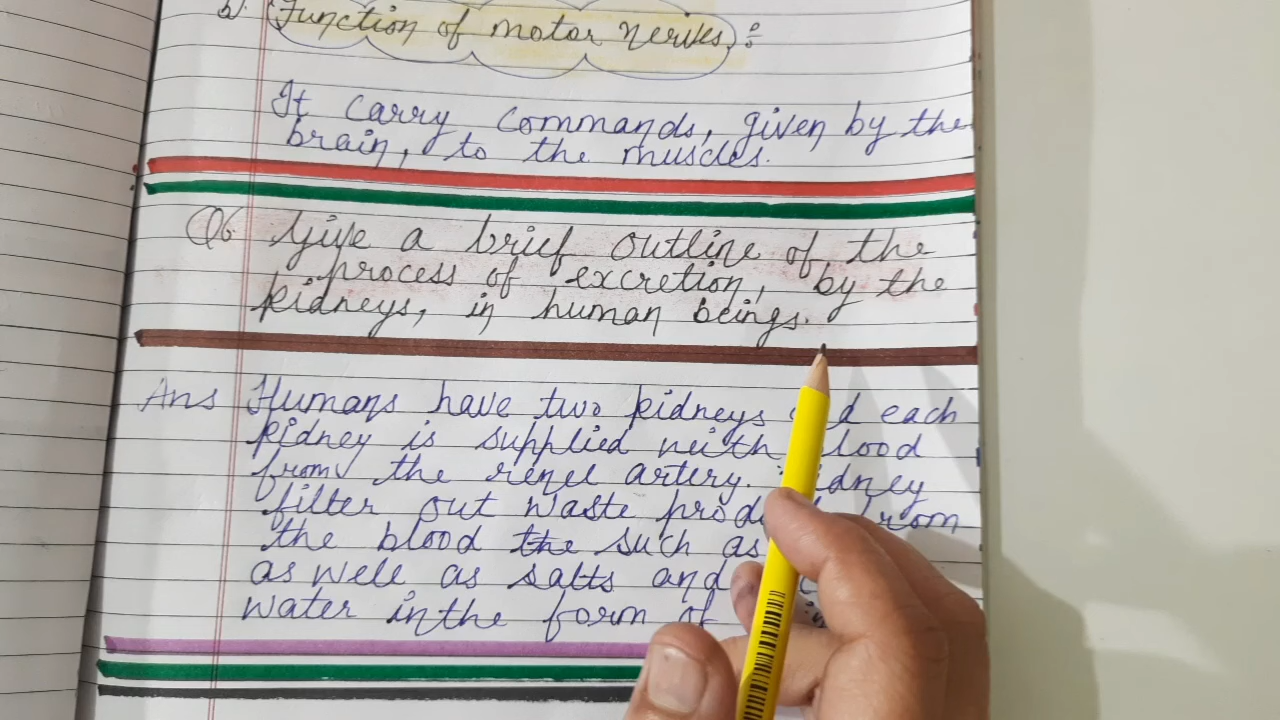 b. Function of motor nerves :
It carry commands, given by the
brain, to the muscles.
Q6 Give a brief outline of the
process of excretion, by the
kidneys, in human beings.
Ans Humans have two kidneys each
kidney is supplied with blood
from the renel artery.
filter out waste from
the blood the such as
as well as salts and
water in the form of